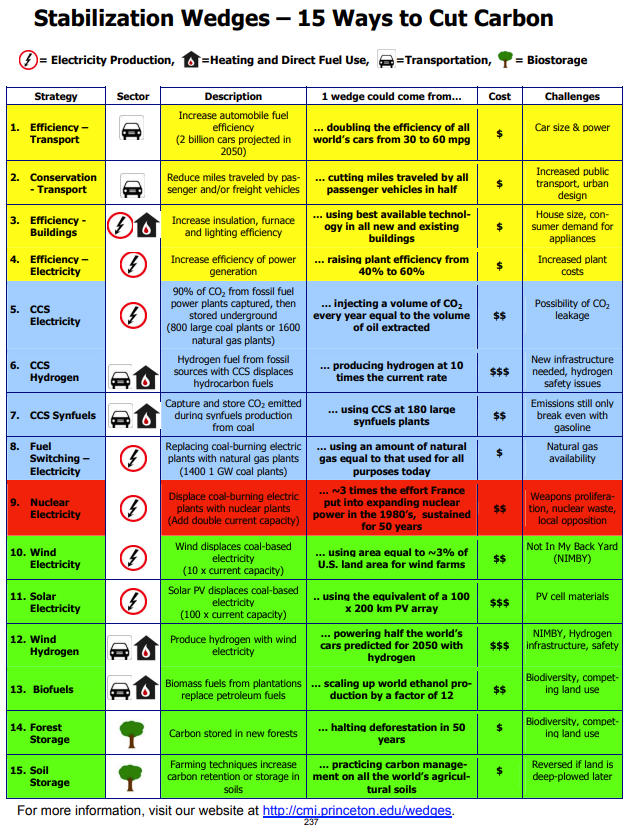 Stabilization Wedges – 15 Ways to Cut Carbon
= Electricity Production, =Heating and Direct Fuel Use, =Transportation, = Biostorage
Strategy Sector Description 1 wedge could come from... Cost Challenges
1. Efficiency –
Transport
Increase automobile fuel
efficiency
(2 billion cars projected in
2050)
... doubling the efficiency of all
world's cars from 30 to 60 mpg
$
Car size & power
2. Conservation
- Transport
Reduce miles traveled by pas-
senger and/or freight vehicles
... cutting miles traveled by all
passenger vehicles in half
$
Increased public
transport, urban
design
3. Efficiency -
Buildings
Increase insulation, furnace
and lighting efficiency
... using best available technol-
ogy in all new and existing
buildings
$
House size, con-
sumer demand for
appliances
4. Efficiency –
Electricity
Increase efficiency of power
generation
... raising plant efficiency from
40% to 60%
$
Increased plant
costs
5. CCS
Electricity
90% of CO₂ from fossil fuel
power plants captured, then
stored underground
(800 large coal plants or 1600
natural gas plants)
... injecting a volume of CO₂
every year equal to the volume
of oil extracted
$$
Possibility of CO₂
leakage
6. CCS
Hydrogen
Hydrogen fuel from fossil
sources with CCS displaces
hydrocarbon fuels
... producing hydrogen at 10
times the current rate
$$$
New infrastructure
needed, hydrogen
safety issues
7. CCS Synfuels
Capture and store CO₂ emitted
during synfuels production
from coal
... using CCS at 180 large
synfuels plants
$$
Emissions still only
break even with
gasoline
8. Fuel
Switching –
Electricity
Replacing coal-burning electric
plants with natural gas plants
(1400 1 GW coal plants)
... using an amount of natural
gas equal to that used for all
purposes today
$
Natural gas
availability
9. Nuclear
Electricity
Displace coal-burning electric
plants with nuclear plants
(Add double current capacity)
... ~3 times the effort France
put into expanding nuclear
power in the 1980's, sustained
for 50 years
$$
Weapons prolifera-
tion, nuclear waste,
local opposition
10. Wind
Electricity
Wind displaces coal-based
electricity
(10 x current capacity)
... using area equal to ~3% of
U.S. land area for wind farms
$$
Not In My Back Yard
(NIMBY)
11. Solar
Electricity
Solar PV displaces coal-based
electricity
(100 x current capacity)
.. using the equivalent of a 100
x 200 km PV array
$$$
PV cell materials
12. Wind
Hydrogen
Produce hydrogen with wind
electricity
... powering half the world's
cars predicted for 2050 with
hydrogen
$$$
NIMBY, Hydrogen
infrastructure, safety
13. Biofuels
Biomass fuels from plantations
replace petroleum fuels
... scaling up world ethanol pro-
duction by a factor of 12
$$
Biodiversity, compet-
ing land use
14. Forest
Storage
Carbon stored in new forests
... halting deforestation in 50
years
$
Biodiversity, compet-
ing land use
15. Soil
Storage
Farming techniques increase
carbon retention or storage in
soils
... practicing carbon manage-
ment on all the world's agricul-
tural soils
$
Reversed if land is
deep-plowed later
For more information, visit our website at http://cmi.princeton.edu/wedges.
237